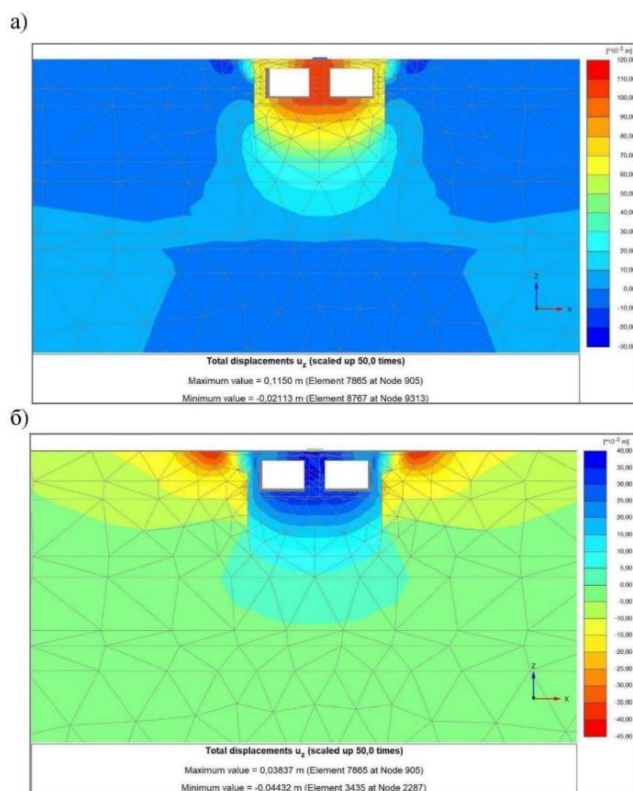 а)
[*10⁻³ m]
120,00
110,00
100,00
90,00
80,00
70,00
60,00
50,00
40,00
30,00
20,00
10,00
0,00
-10,00
-20,00
-30,00
Z
X
Total displacements u_z (scaled up 50,0 times)
Maximum value = 0,1150 m (Element 7865 at Node 905)
Minimum value = -0,02113 m (Element 8767 at Node 9313)
б)
[*10⁻³ m]
40,00
35,00
30,00
25,00
20,00
15,00
10,00
5,00
0,00
-5,00
-10,00
-15,00
-20,00
-25,00
-30,00
-35,00
-40,00
-45,00
Z
X
Total displacements u_z (scaled up 50,0 times)
Maximum value = 0,03837 m (Element 7865 at Node 905)
Minimum value = -0,04432 m (Element 3435 at Node 2287)